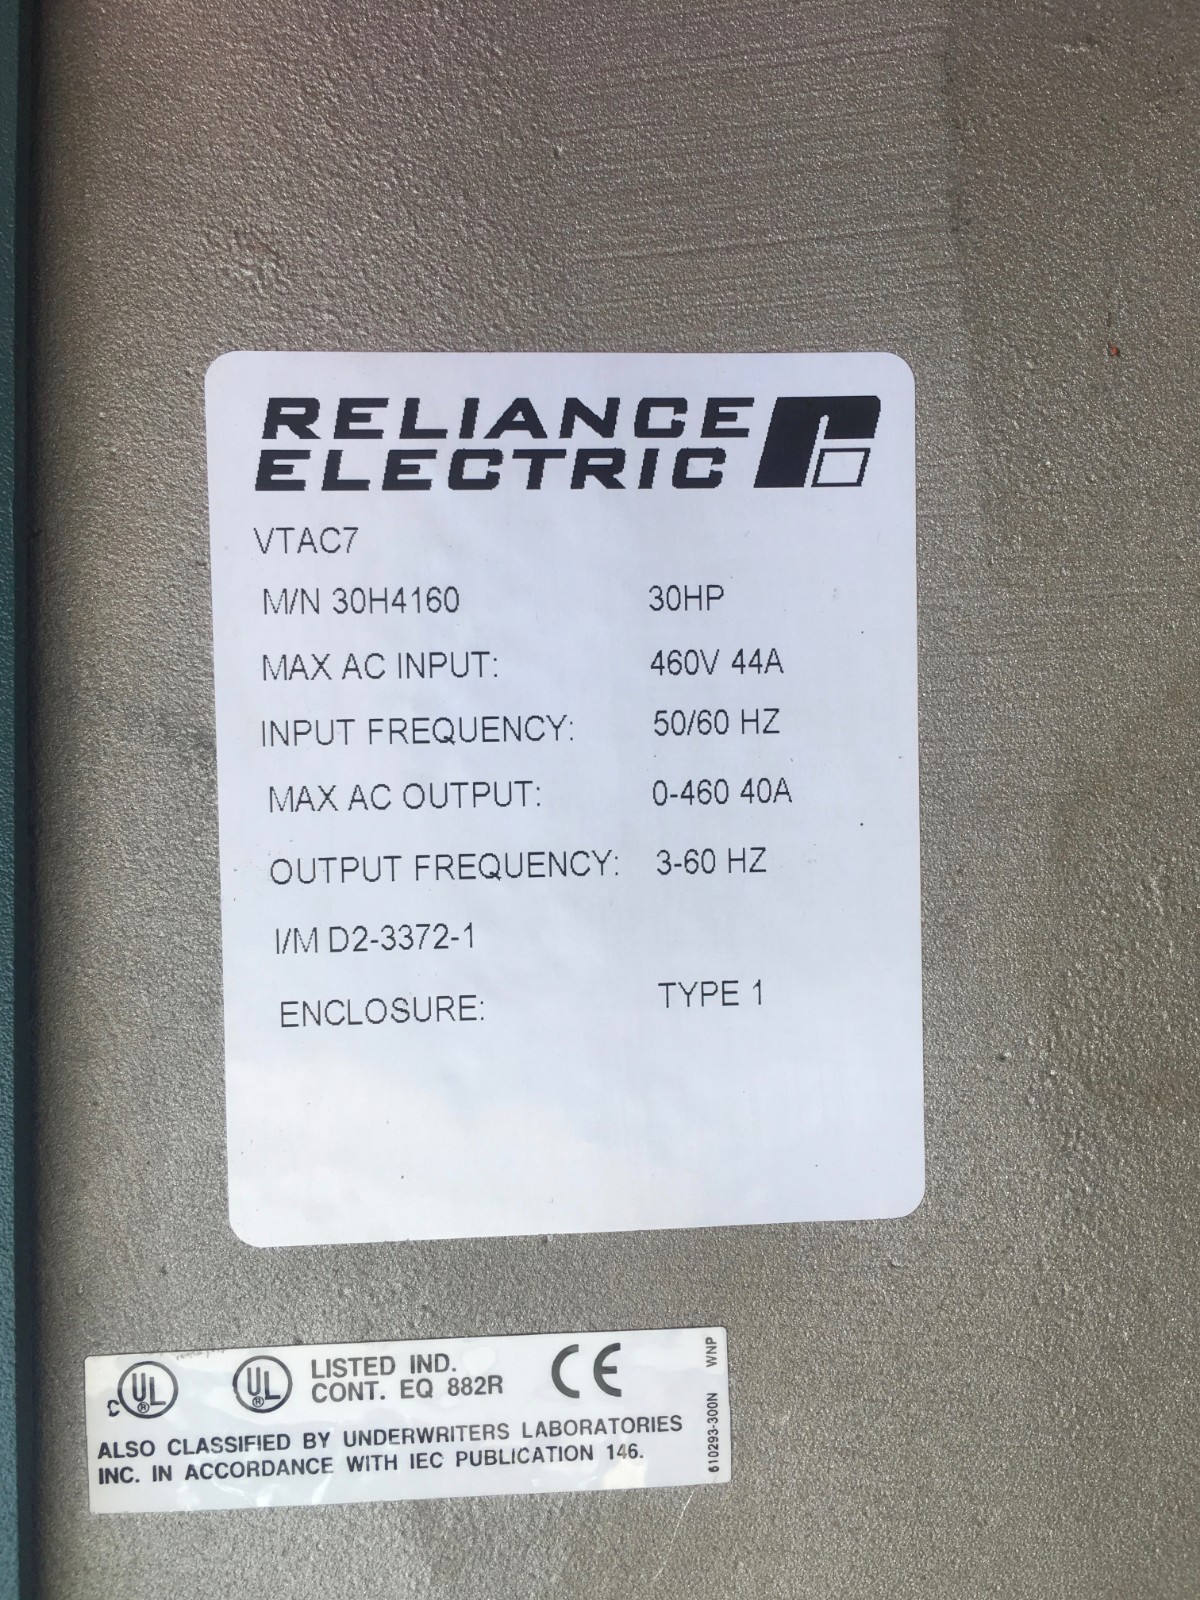 RELIANCE
ELECTRIC
VTAC7
M/N 30H4160 30HP
MAX AC INPUT: 460V 44A
INPUT FREQUENCY: 50/60 HZ
MAX AC OUTPUT: 0-460 40A
OUTPUT FREQUENCY: 3-60 HZ
I/M D2-3372-1
ENCLOSURE: TYPE 1
C UL ® UL ® LISTED IND. CE
CONT. EQ 882R
ALSO CLASSIFIED BY UNDERWRITERS LABORATORIES
INC. IN ACCORDANCE WITH IEC PUBLICATION 146.
610293-300N WNP